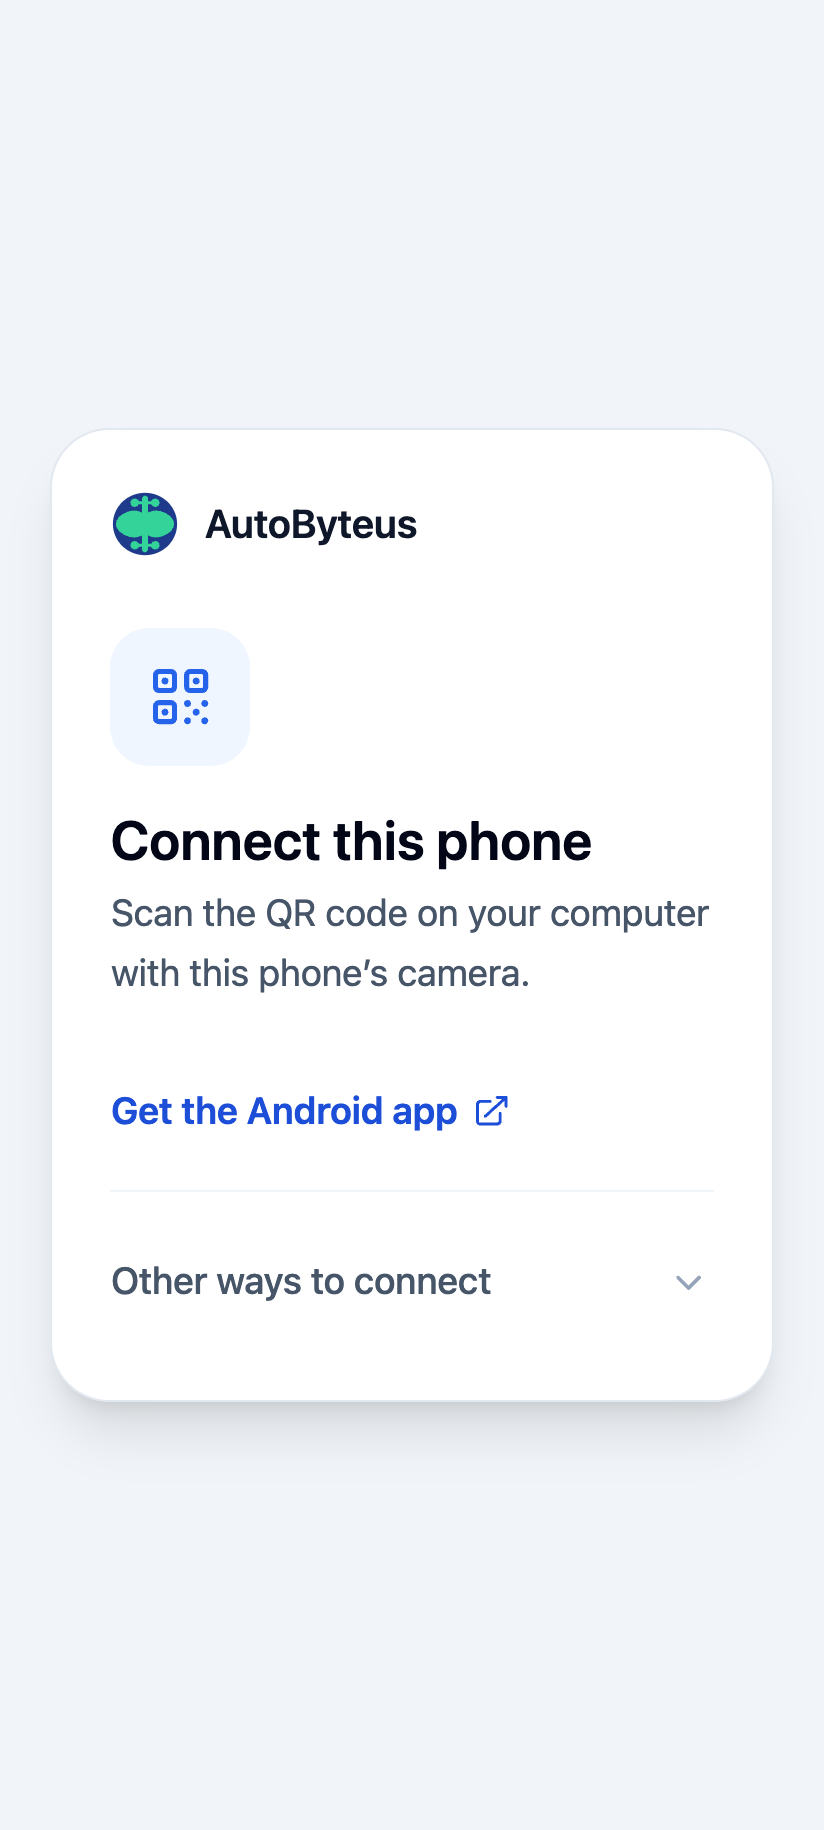 AutoByteus
Connect this phone
Scan the QR code on your computer
with this phone’s camera.
Get the Android app
Other ways to connect